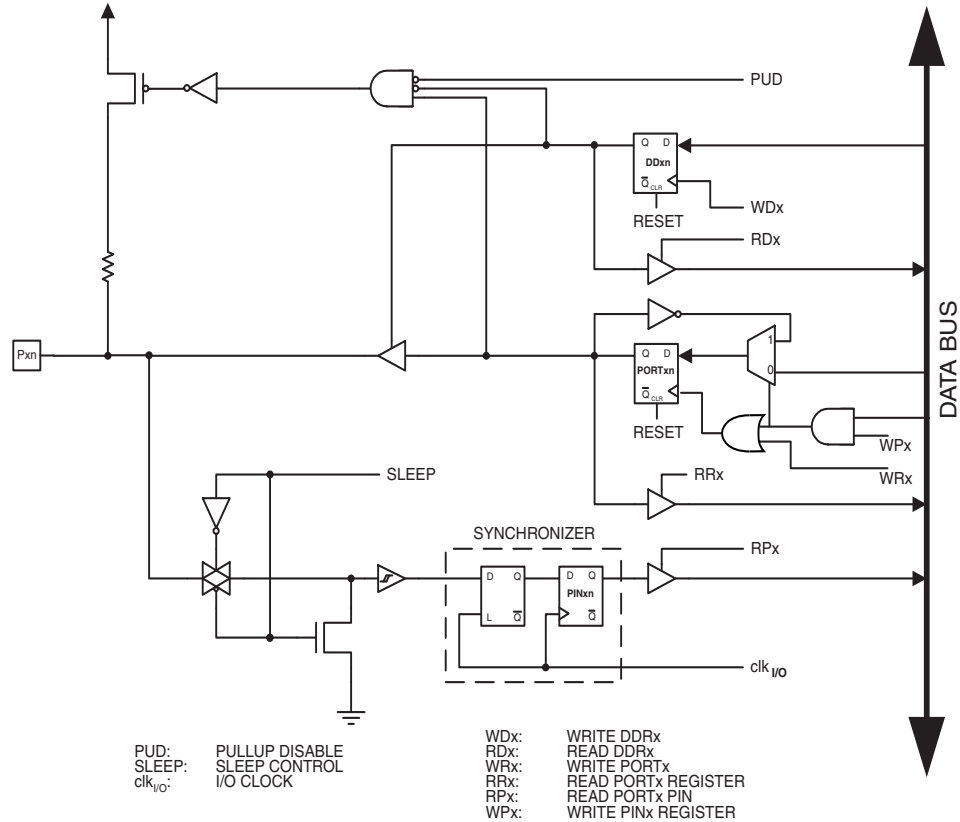 PUD
Q D
DDxn
Q CLR
WDx
RESET
RDx
Pxn
1
Q D
PORTxn
0
Q CLR
RESET
WPx
WRx
DATA BUS
SLEEP
RRx
SYNCHRONIZER
RPx
D Q
D Q
PINxn
L Q
Q
clk I/O
PUD: PULLUP DISABLE
SLEEP: SLEEP CONTROL
clkI/O: I/O CLOCK
WDx: WRITE DDRx
RDx: READ DDRx
WRx: WRITE PORTx
RRx: READ PORTx REGISTER
RPx: READ PORTx PIN
WPx: WRITE PINx REGISTER